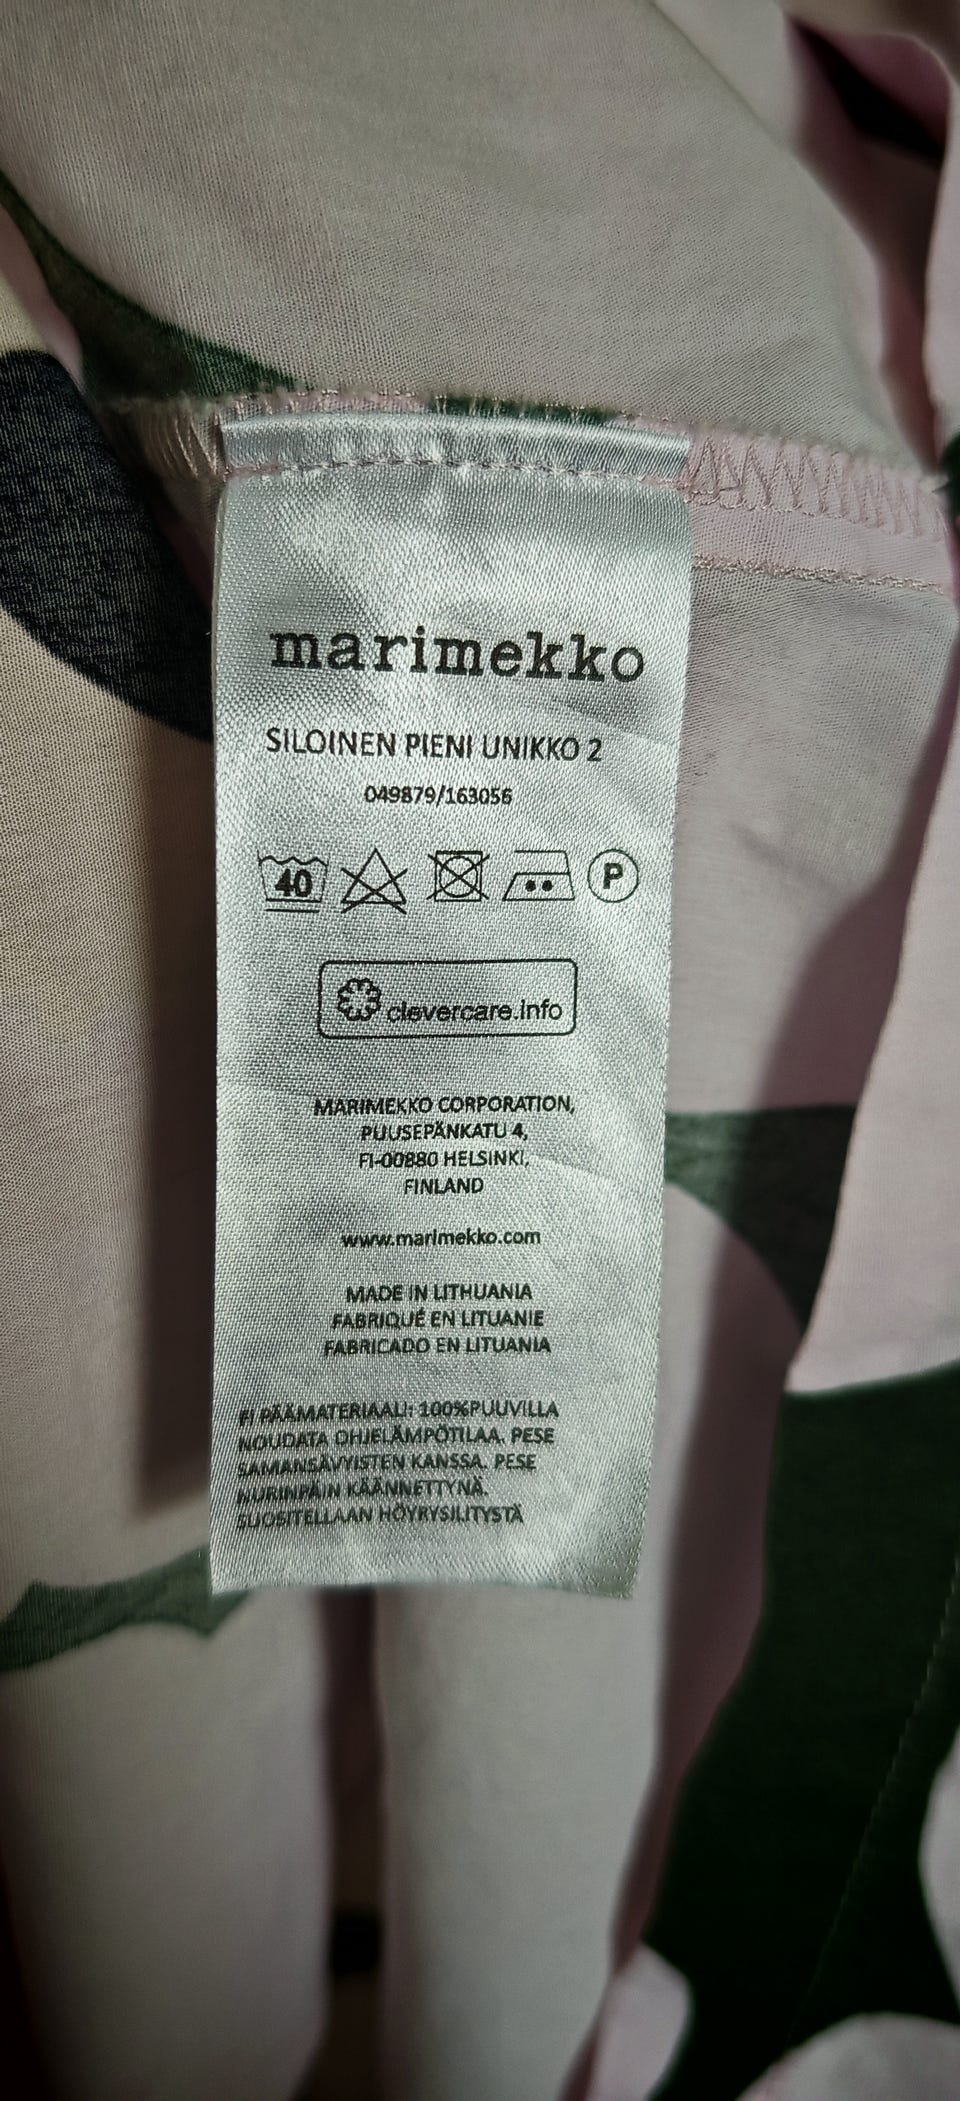 marimekko
SILOINEN PIENI UNIKKO 2
049879/163056
40 P
clevercare.info
MARIMEKKO CORPORATION,
PUUSEPÄNKATU 4,
FI-00880 HELSINKI,
FINLAND
www.marimekko.com
MADE IN LITHUANIA
FABRIQUÉ EN LITUANIE
FABRICADO EN LITUANIA
FI PÄÄMATERIAALI: 100%PUUVILLA
NOUDATA OHJELÄMPÖTILAA. PESE
SAMANSÄVYISTEN KANSSA. PESE
NURINPÄIN KÄÄNNETTYNÄ.
SUOSITELLAAN HÖYRYSILITYSTÄ